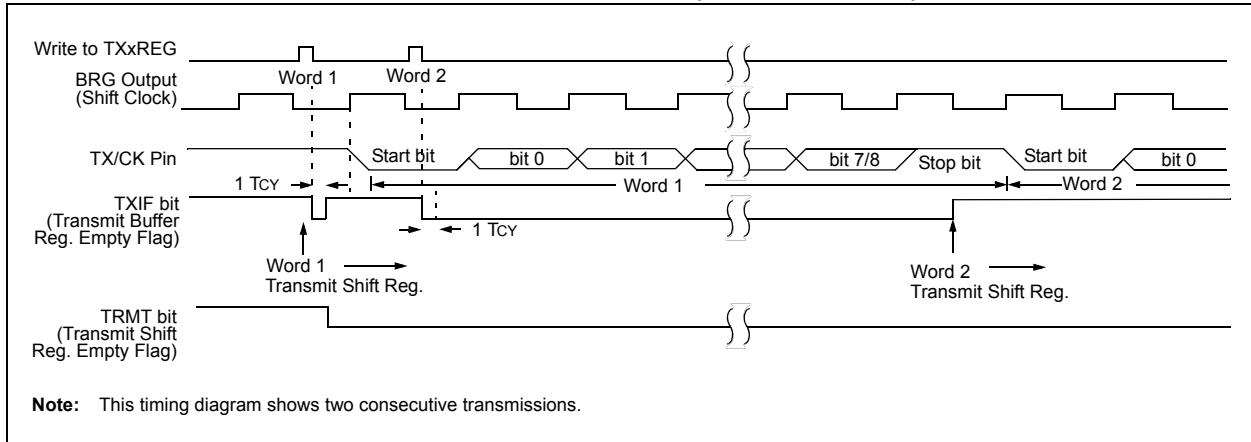 Write to TXxREG
Word 1
Word 2
BRG Output
(Shift Clock)
TX/CK Pin
Start bit
bit 0
bit 1
bit 7/8
Stop bit
Start bit
bit 0
1 TCY
Word 1
Word 2
TXIF bit
(Transmit Buffer
Reg. Empty Flag)
1 TCY
Word 1
Transmit Shift Reg.
Word 2
Transmit Shift Reg.
TRMT bit
(Transmit Shift
Reg. Empty Flag)
Note: This timing diagram shows two consecutive transmissions.